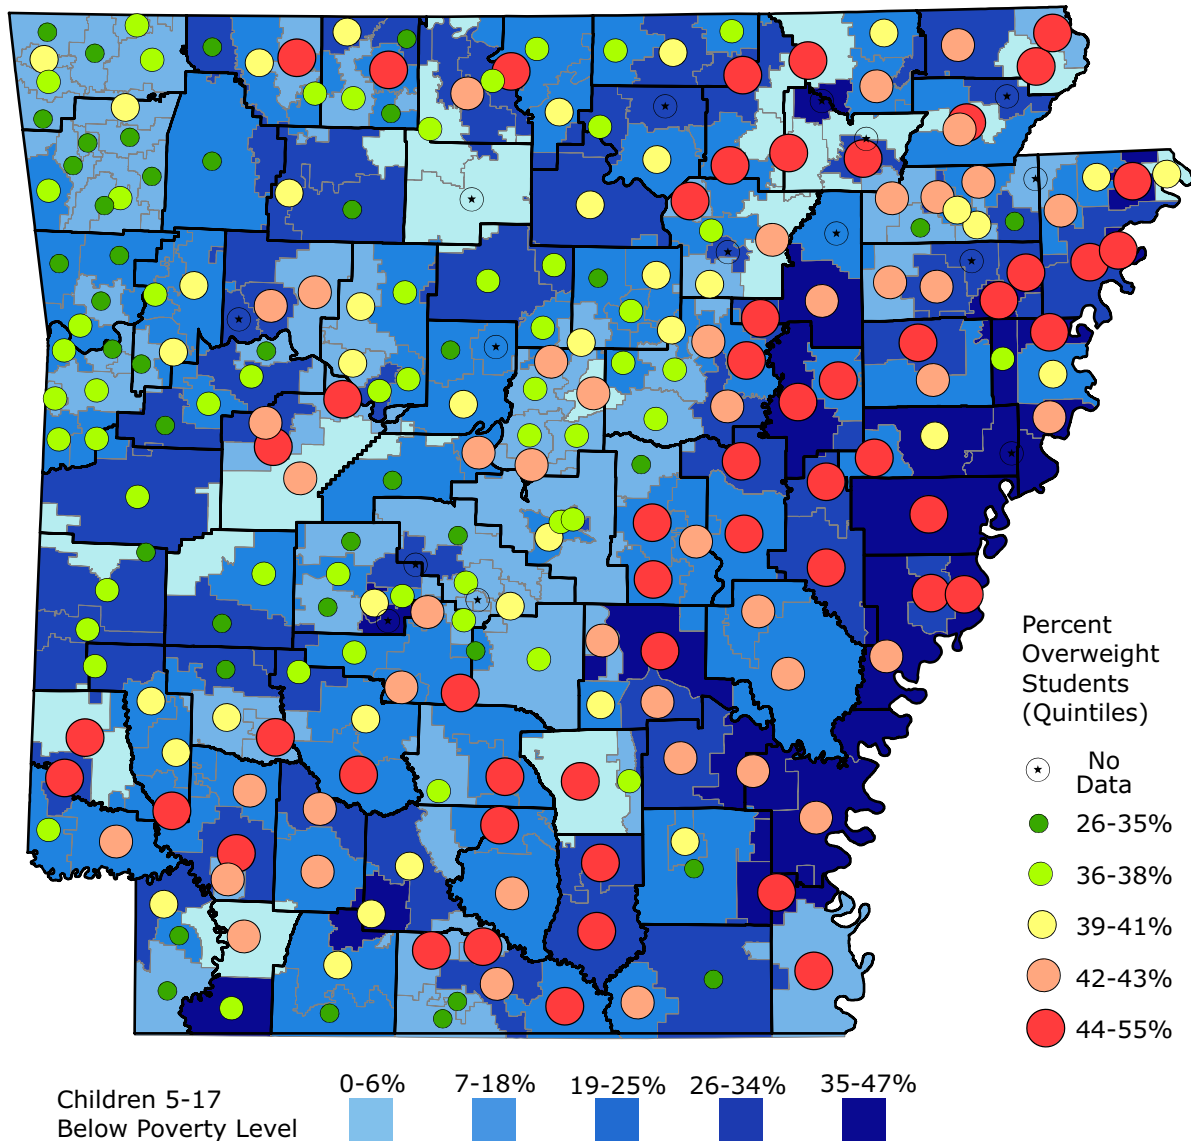 Percent
Overweight
Students
(Quintiles)
No
Data
26-35%
36-38%
39-41%
42-43%
44-55%
Children 5-17
Below Poverty Level
0-6%
7-18%
19-25%
26-34%
35-47%